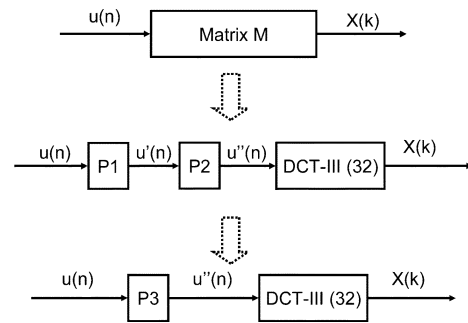 u(n) Matrix M X(k)
u(n) P1 u'(n) P2 u''(n) DCT-III (32) X(k)
u(n) P3 u''(n) DCT-III (32) X(k)